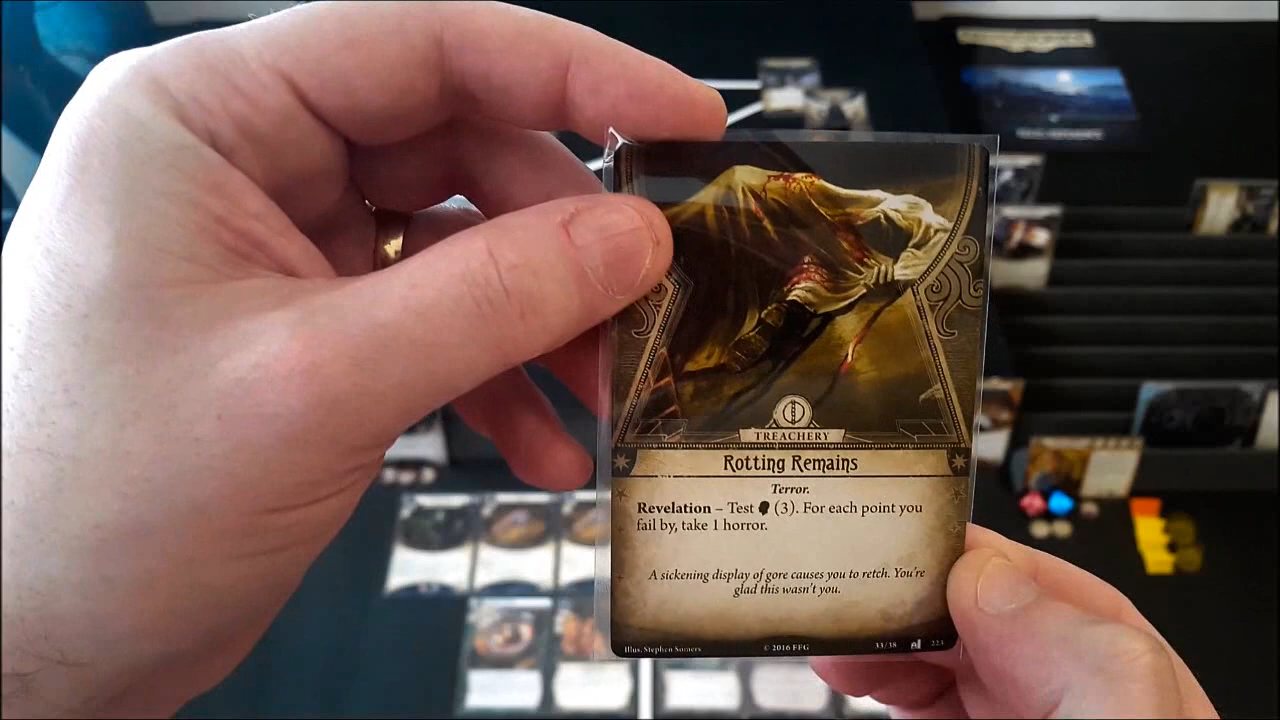 TREACHERY
Rotting Remains
Terror.
Revelation – Test (3). For each point you
fail by, take 1 horror.
A sickening display of gore causes you to retch. You're
glad this wasn't you.
Illus. Stephen Somers © 2016 FFG 33/38 223